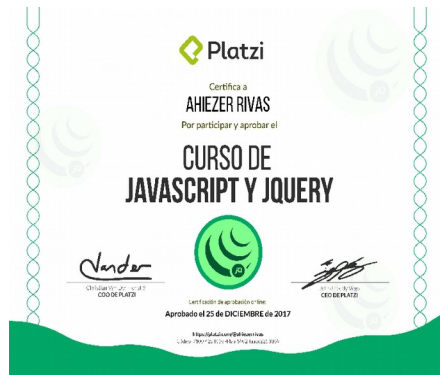 Platzi
Certifica a
AHIEZER RIVAS
Por participar y aprobar el
CURSO DE
JAVASCRIPT Y JQUERY
COO DE PLATZI
CEO DE PLATZI
Certificación de aprobación online:
Aprobado el 25 de DICIEMBRE de 2017